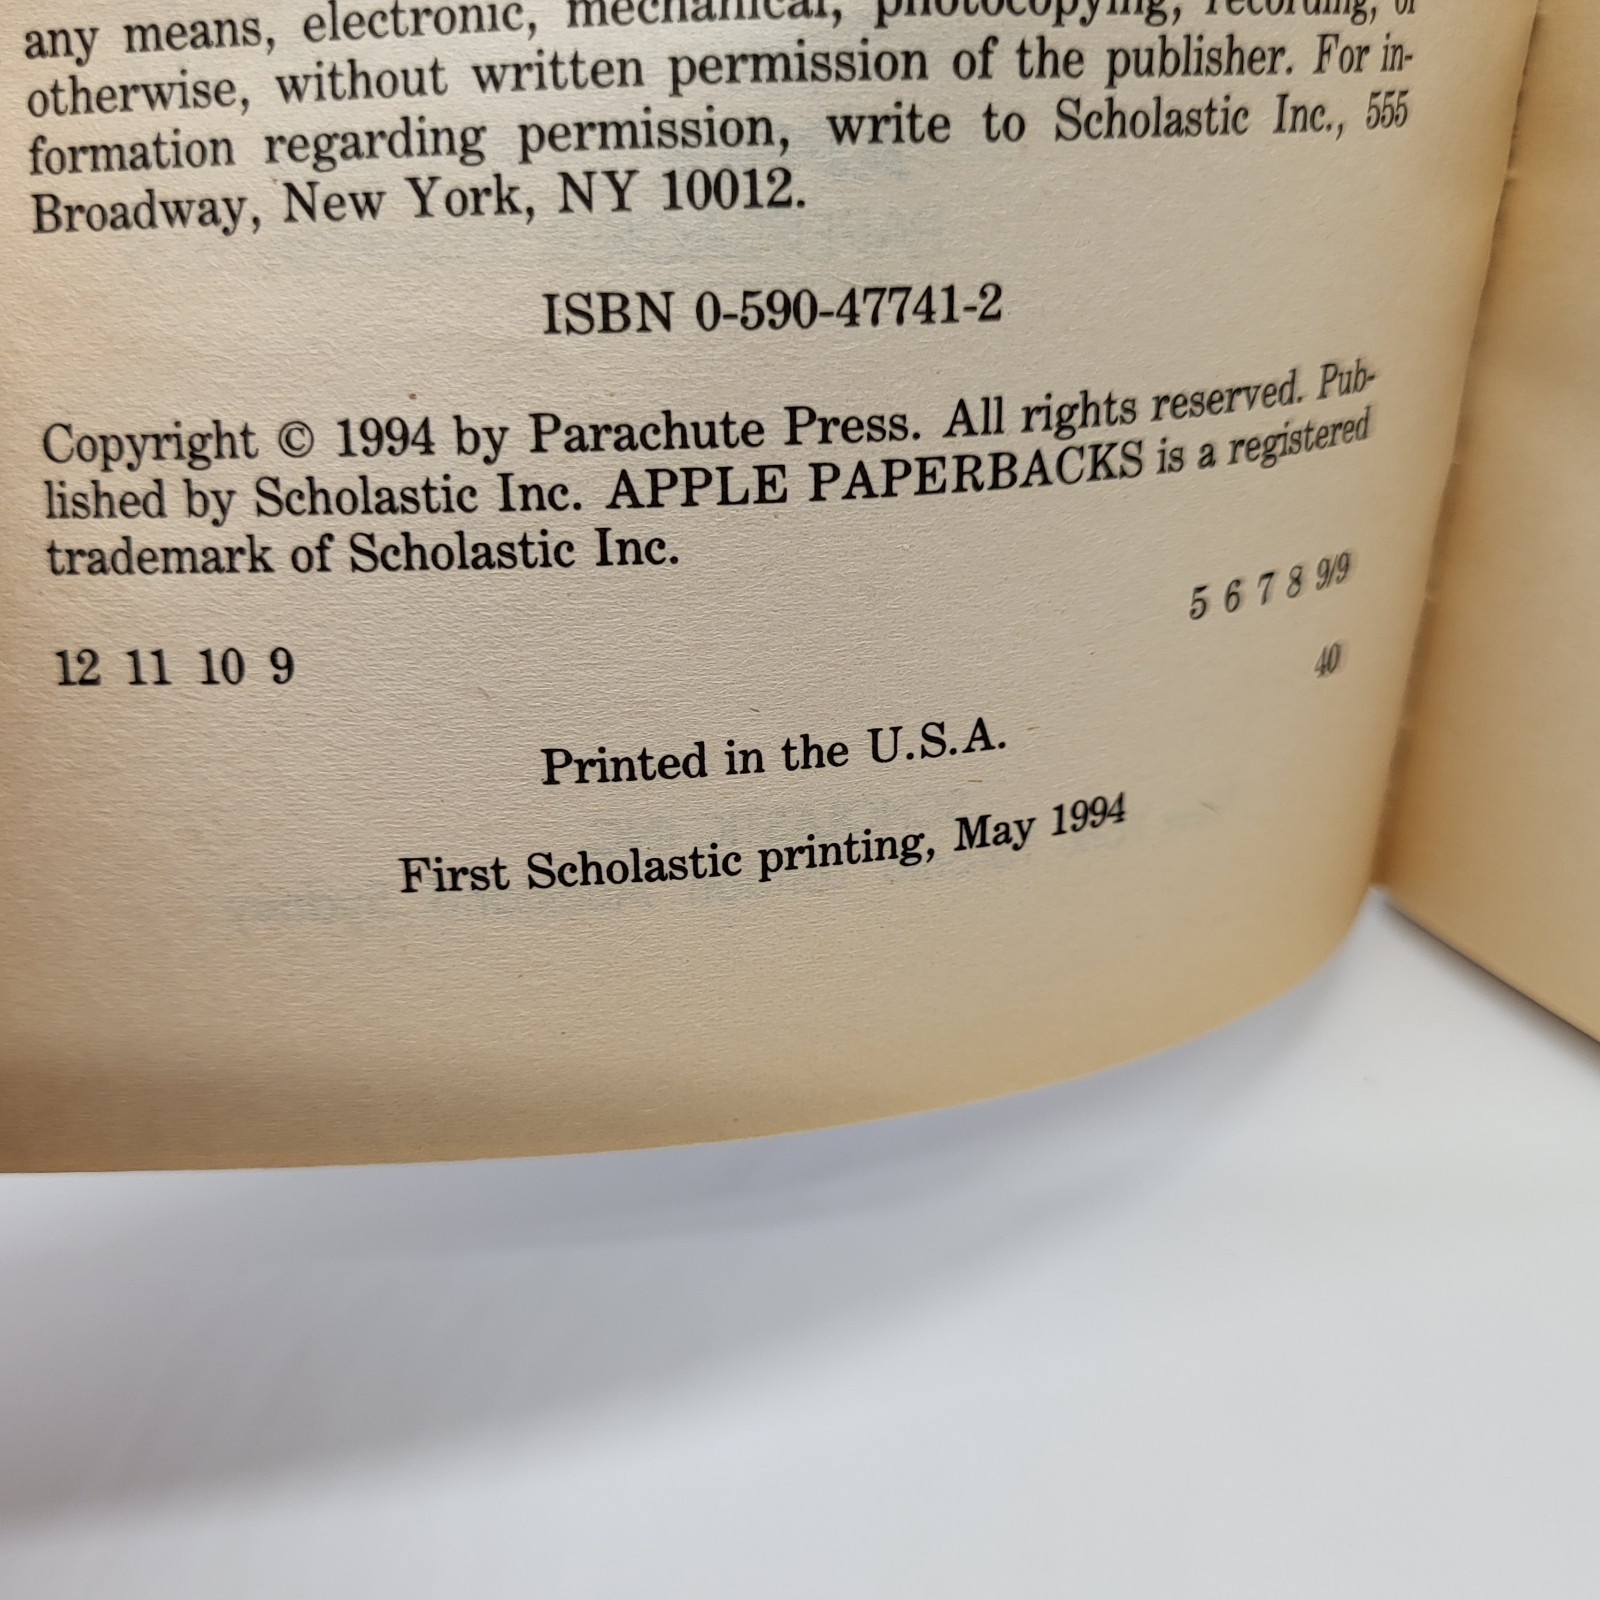 any means, electronic, mechanical, photocopying, recording, or
otherwise, without written permission of the publisher. For in-
formation regarding permission, write to Scholastic Inc., 555
Broadway, New York, NY 10012.
ISBN 0-590-47741-2
Copyright © 1994 by Parachute Press. All rights reserved. Pub-
lished by Scholastic Inc. APPLE PAPERBACKS is a registered
trademark of Scholastic Inc.
12 11 10 9 5 6 7 8 9/9
40
Printed in the U.S.A.
First Scholastic printing, May 1994